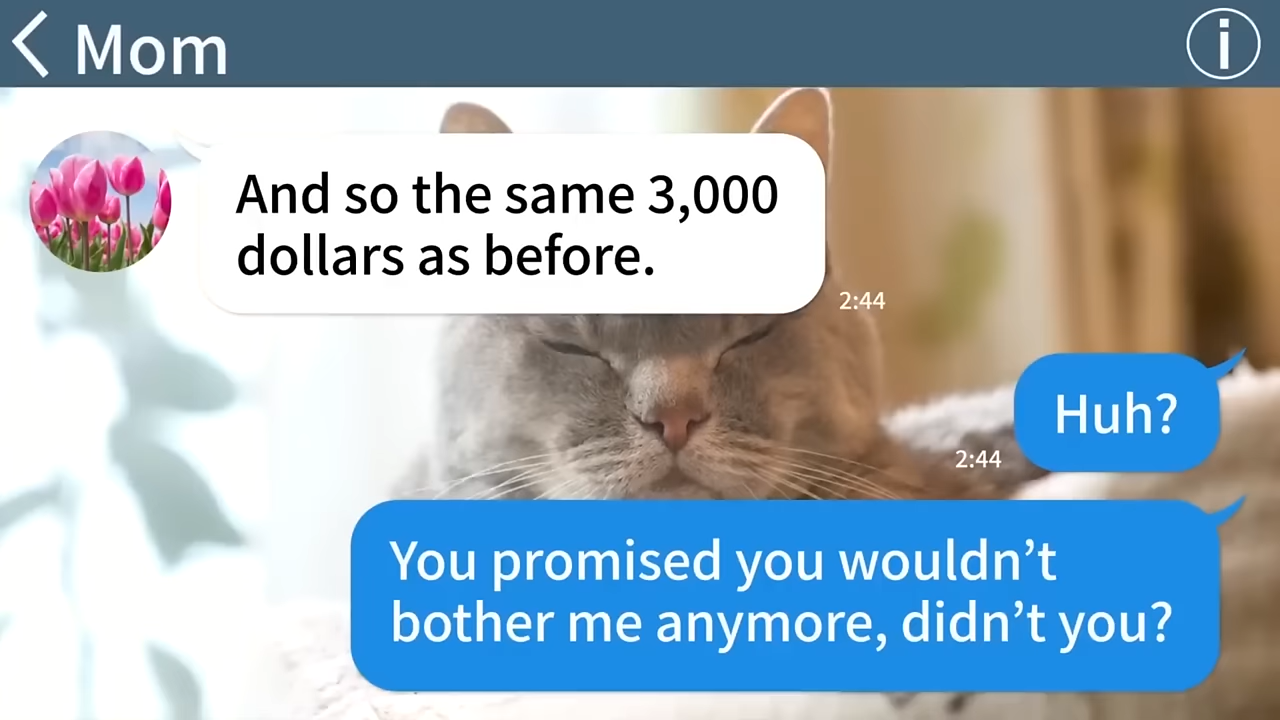 Mom
And so the same 3,000
dollars as before.
2:44
Huh?
2:44
You promised you wouldn’t
bother me anymore, didn’t you?